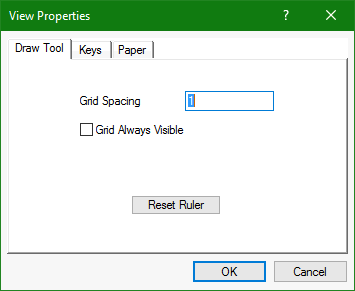 View Properties ?
Draw Tool Keys Paper
Grid Spacing 1
Grid Always Visible
Reset Ruler
OK Cancel